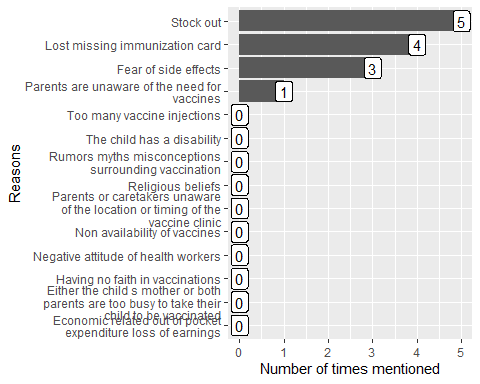 Stock out
5
Lost missing immunization card
4
Fear of side effects
3
Parents are unaware of the need for
vaccines
1
Too many vaccine injections
0
The child has a disability
0
Rumors myths misconceptions
surrounding vaccination
0
Religious beliefs
0
Parents or caretakers unaware
of the location or timing of the
vaccine clinic
0
Non availability of vaccines
0
Negative attitude of health workers
0
Having no faith in vaccinations
0
Either the child s mother or both
parents are too busy to take their
child to be vaccinated
0
Economic related out of pocket
expenditure loss of earnings
0
Reasons
0 1 2 3 4 5
Number of times mentioned